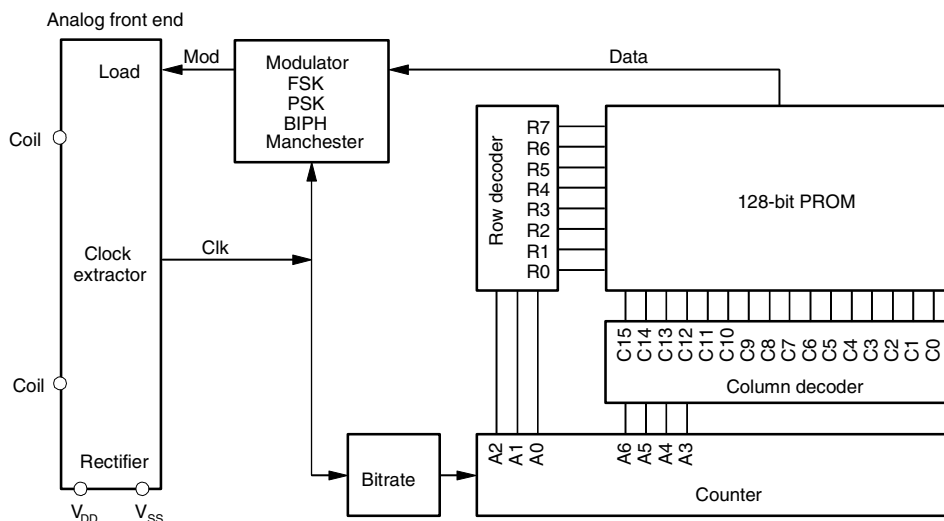 Analog front end
Load
Mod
Modulator
FSK
PSK
BIPH
Manchester
Data
Coil
Row decoder
R7
R6
R5
R4
R3
R2
R1
R0
128-bit PROM
Clock
extractor
Clk
C15 C14 C13 C12 C11 C10 C9 C8 C7 C6 C5 C4 C3 C2 C1 C0
Column decoder
Coil
A2 A1 A0 A6 A5 A4 A3
Rectifier
Bitrate
Counter
VDD VSS